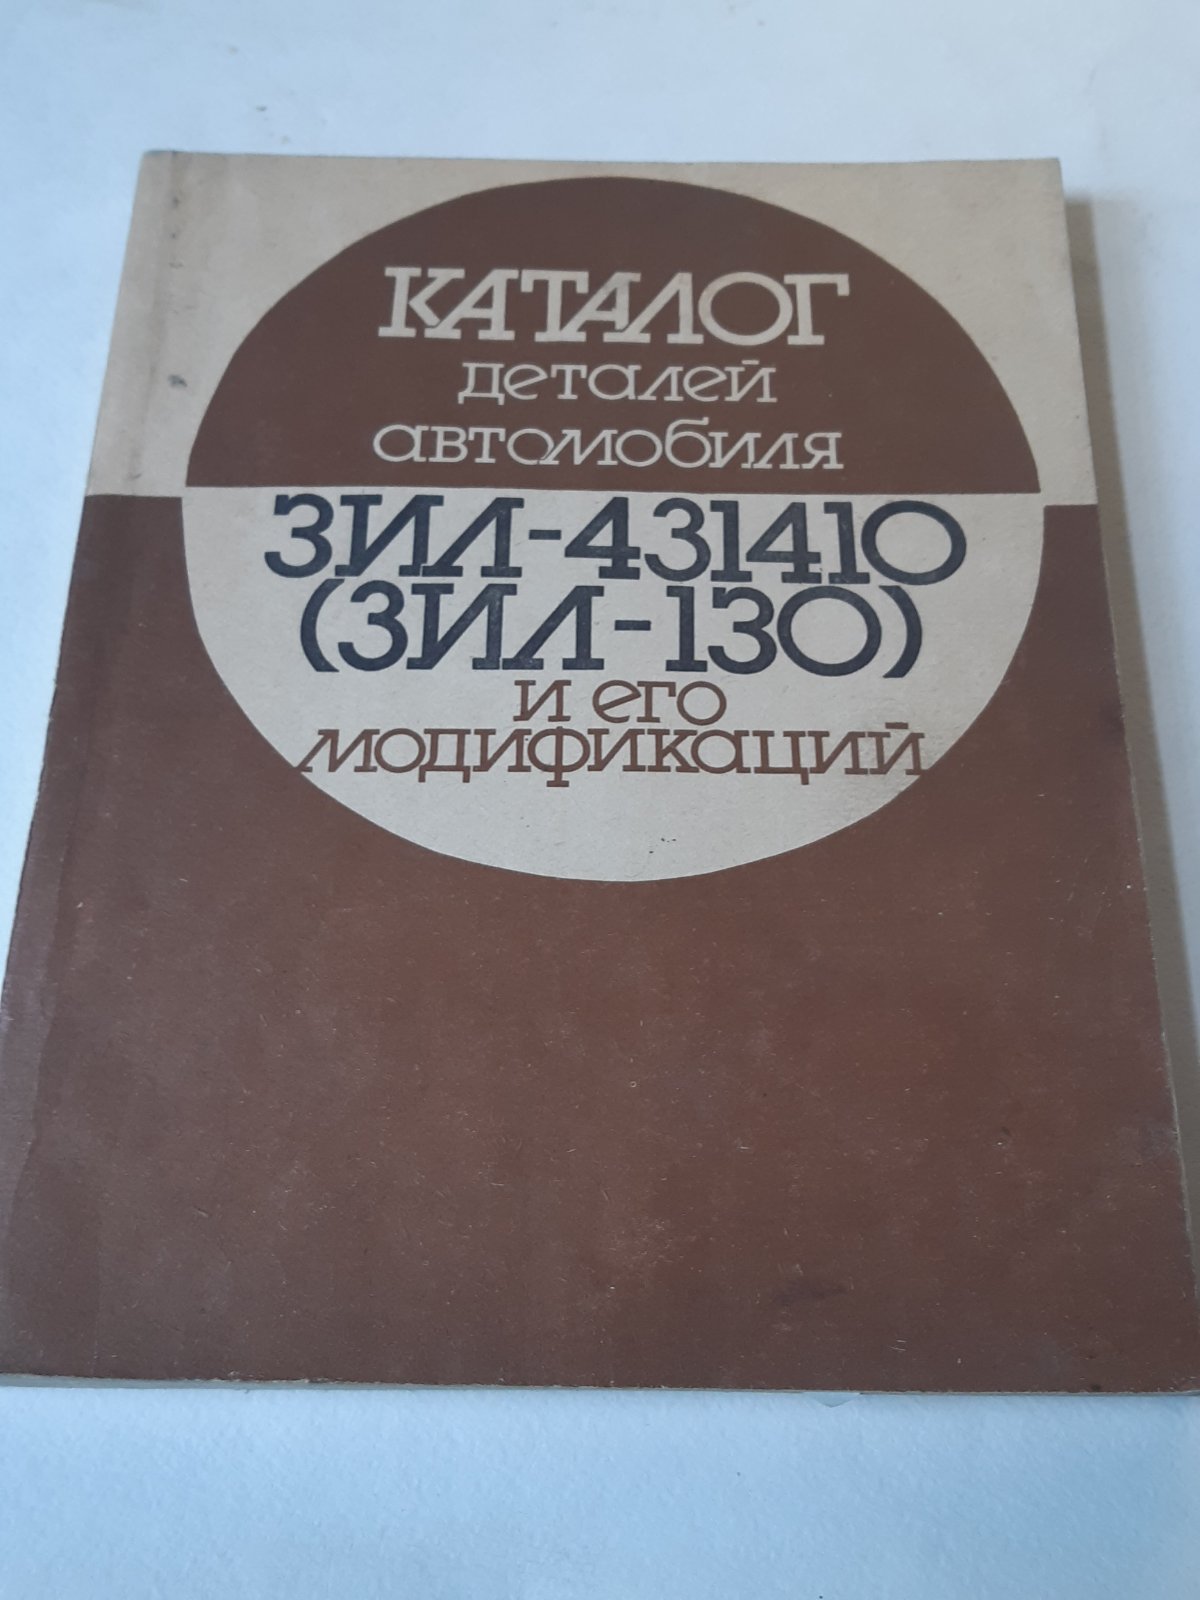 КАТАЛОГ
деталей
автомобиля
ЗИЛ-431410
(ЗИЛ-130)
и его
модификаций